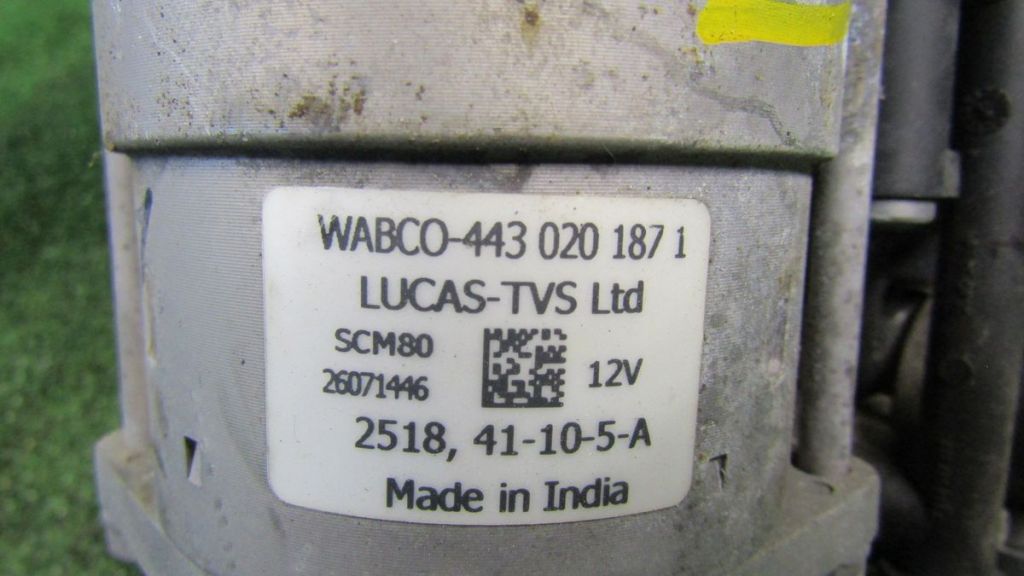 WABCO-443 020 187 1
LUCAS-TVS Ltd
SCM80
26071446
12V
2518, 41-10-5-A
Made in India